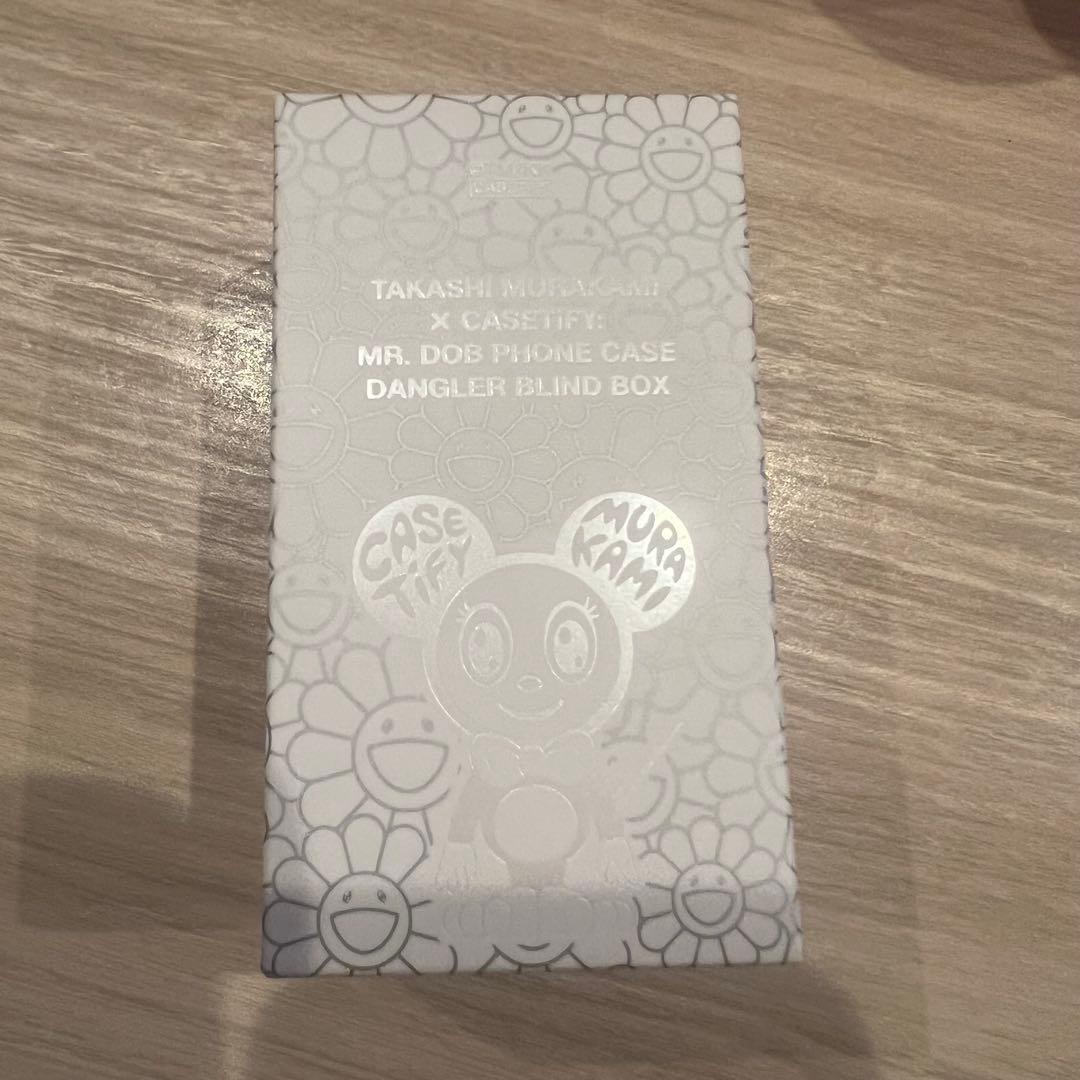 TAKASHI MURAKAMI
X CASETiFY:
MR. DOB PHONE CASE
DANGLER BLIND BOX
CASE
TiFY
MURA
KAMI